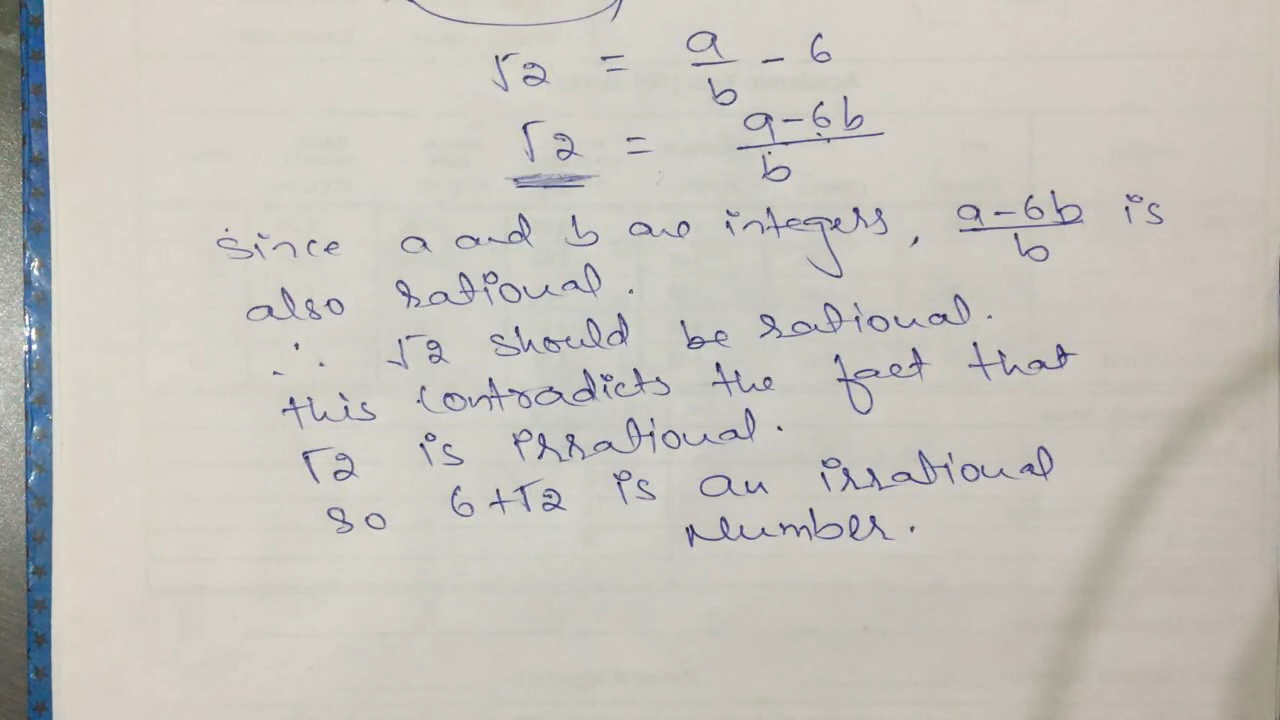 √2 = a/b - 6
√2 = a-6b/b
Since a and b are integers, a-6b/b is
also rational.
∴ √2 should be rational.
this contradicts the fact that
√2 is irrational.
so 6+√2 is an irrational
Number.